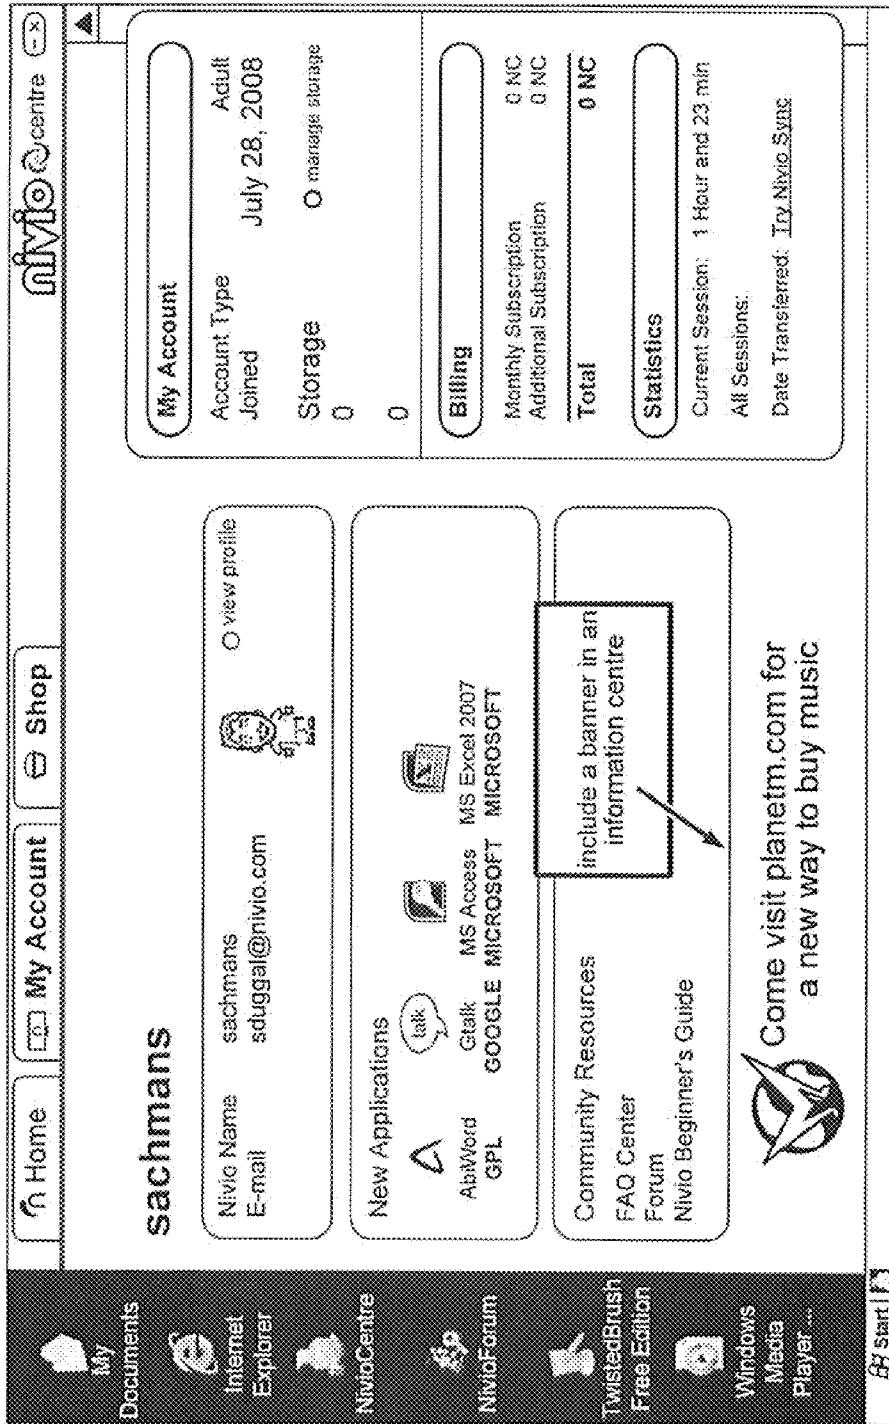 nivio centre
Home
My Account
Shop
My Documents
Internet Explorer
NivioCentre
NivioForum
TwistedBrush Free Edition
Windows Media Player ...
start
sachmans
Nivio Name sachmans
E-mail sduggal@nivio.com
view profile
New Applications
talk
AbiWord Gtalk MS Access MS Excel 2007
GPL GOOGLE MICROSOFT MICROSOFT
Community Resources
FAQ Center
Forum
Nivio Beginner's Guide
include a banner in an
information centre
Come visit planetm.com for
a new way to buy music
My Account
Account Type Adult
Joined July 28, 2008
Storage manage storage
0
0
Billing
Monthly Subscription 0 NC
Additional Subscription 0 NC
Total 0 NC
Statistics
Current Session: 1 Hour and 23 min
All Sessions:
Date Transferred: Try Nivio Sync